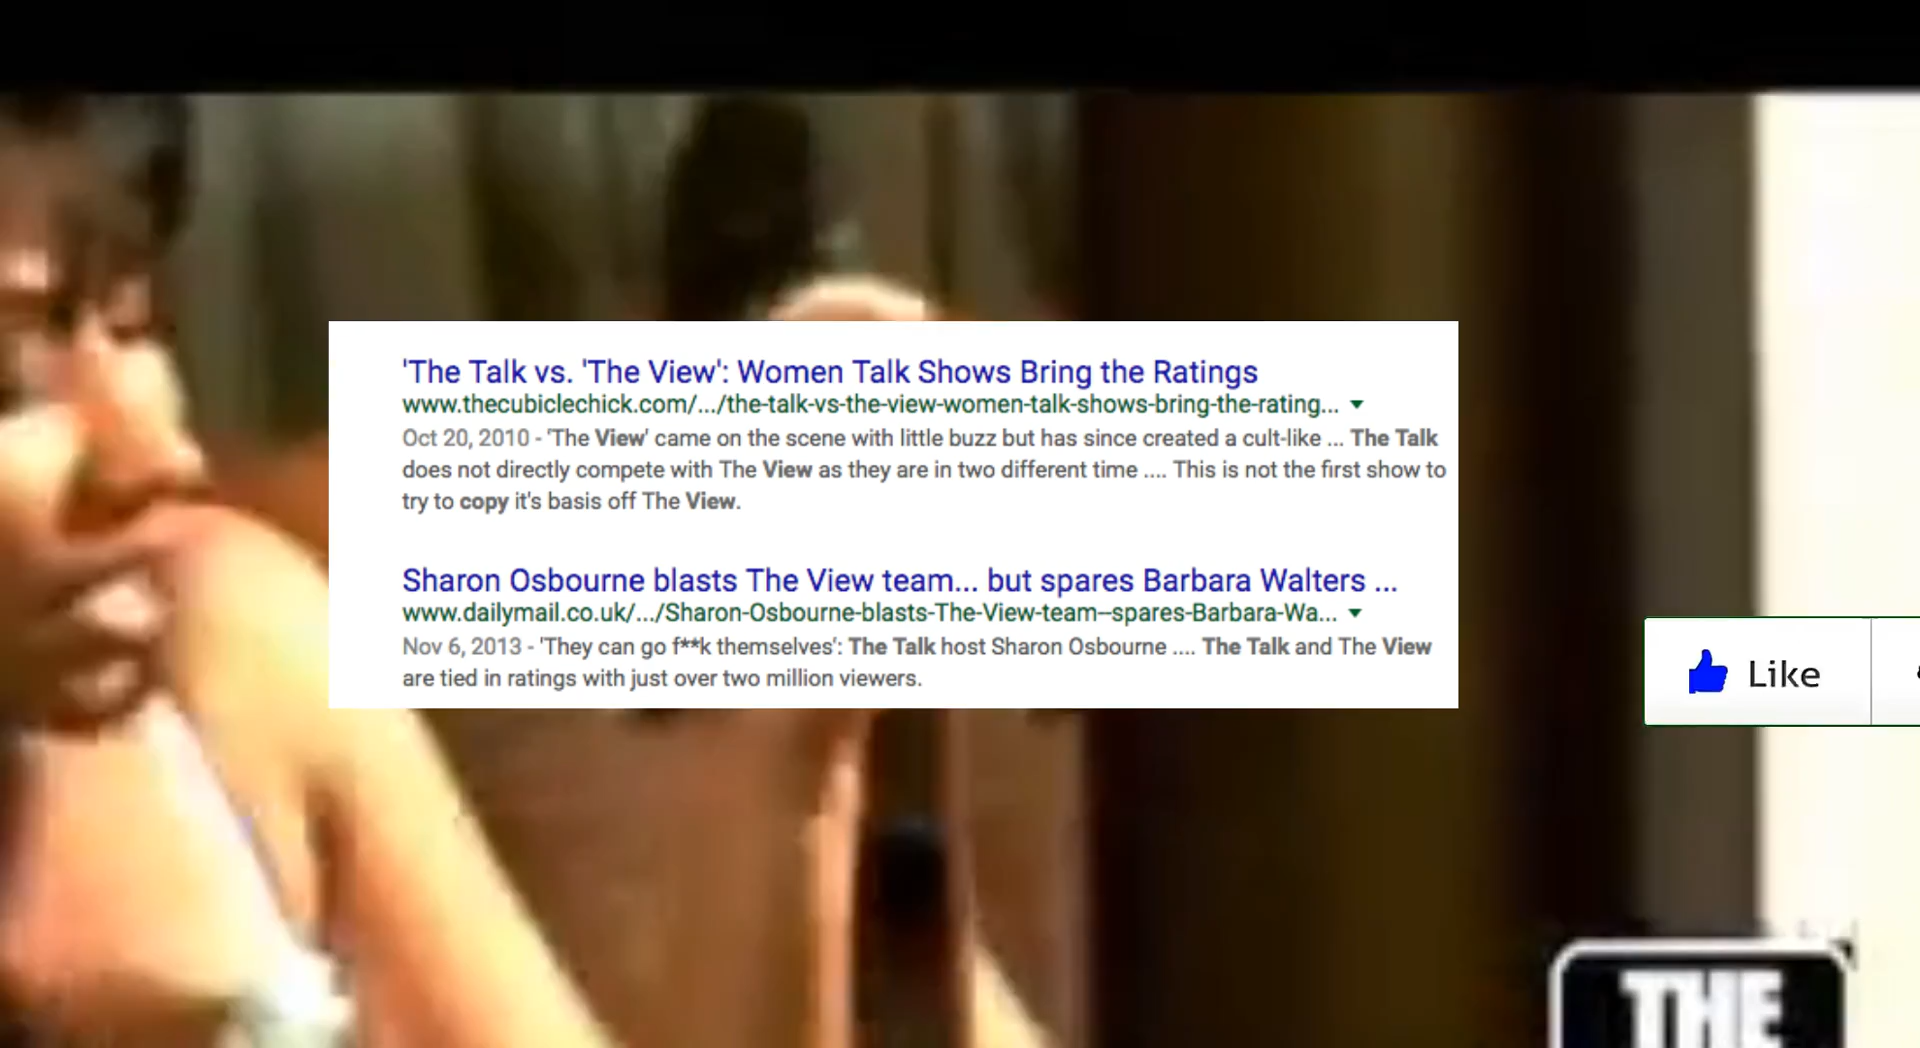 'The Talk vs. 'The View': Women Talk Shows Bring the Ratings
www.thecubiclechick.com/.../the-talk-vs-the-view-women-talk-shows-bring-the-rating...
Oct 20, 2010 - 'The View' came on the scene with little buzz but has since created a cult-like ... The Talk
does not directly compete with The View as they are in two different time .... This is not the first show to
try to copy it's basis off The View.
Sharon Osbourne blasts The View team... but spares Barbara Walters ...
www.dailymail.co.uk/.../Sharon-Osbourne-blasts-The-View-team--spares-Barbara-Wa...
Nov 6, 2013 - 'They can go f**k themselves': The Talk host Sharon Osbourne .... The Talk and The View
are tied in ratings with just over two million viewers.
Like
THE